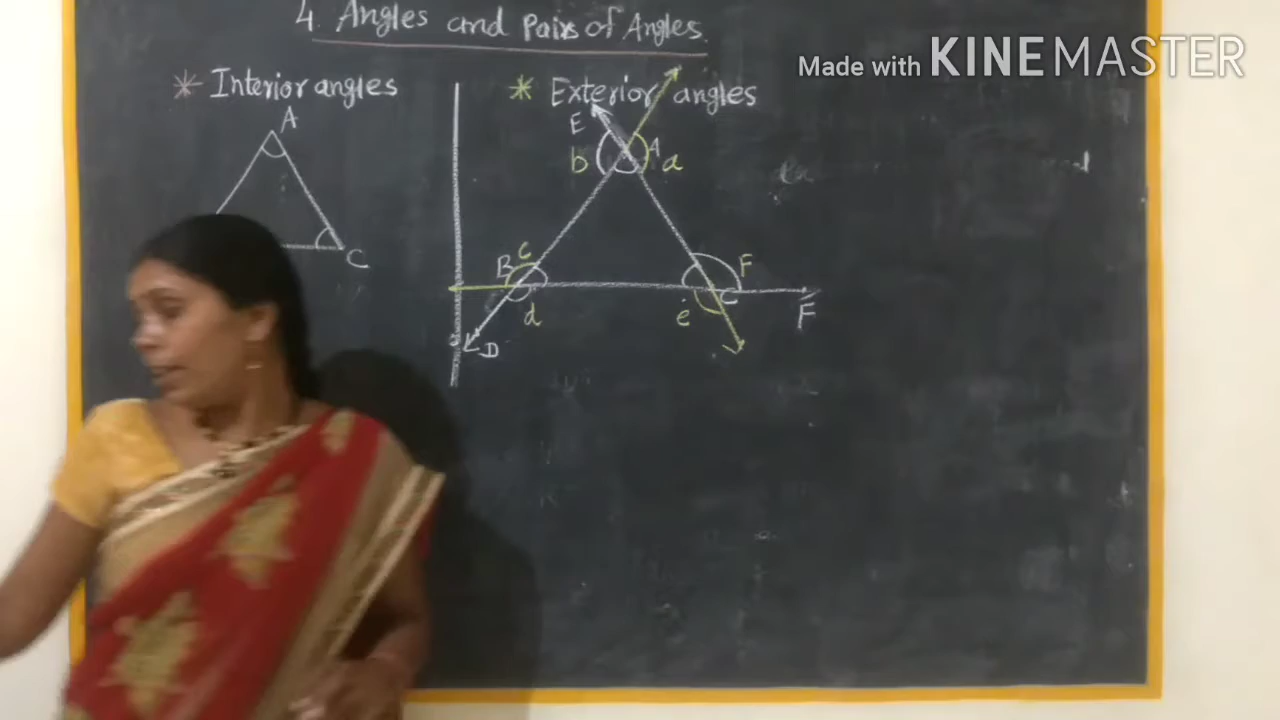 4. Angles and Pairs of Angles.
Made with KINEMASTER
* Interior angles
* Exterior angles
A
C
E
b
A
a
B
c
d
D
e
C
F
F